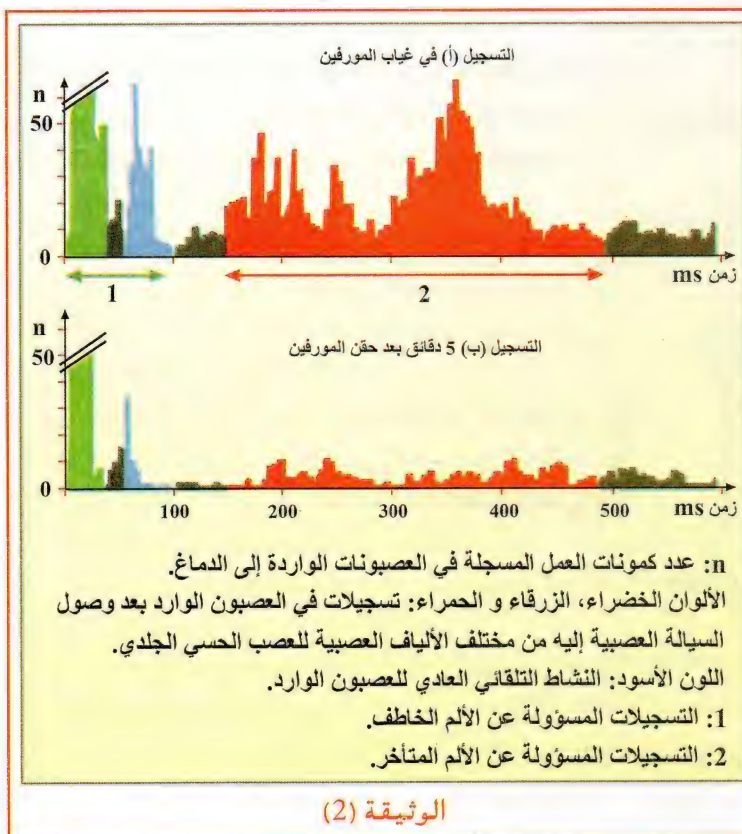 التسجيل (أ) في غياب المورفين
n
50
0
زمن ms
1
2
التسجيل (ب) 5 دقائق بعد حقن المورفين
n
50
0
100 200 300 400 500 زمن ms
n: عدد كمونات العمل المسجلة في العصبونات الواردة إلى الدماغ.
الألوان الخضراء، الزرقاء و الحمراء: تسجيلات في العصبون الوارد بعد وصول
السيالة العصبية إليه من مختلف الألياف العصبية للعصب الحسي الجلدي.
اللون الأسود: النشاط التلقائي العادي للعصبون الوارد.
1: التسجيلات المسؤولة عن الألم الخاطف.
2: التسجيلات المسؤولة عن الألم المتأخر.
الوثيقة (2)